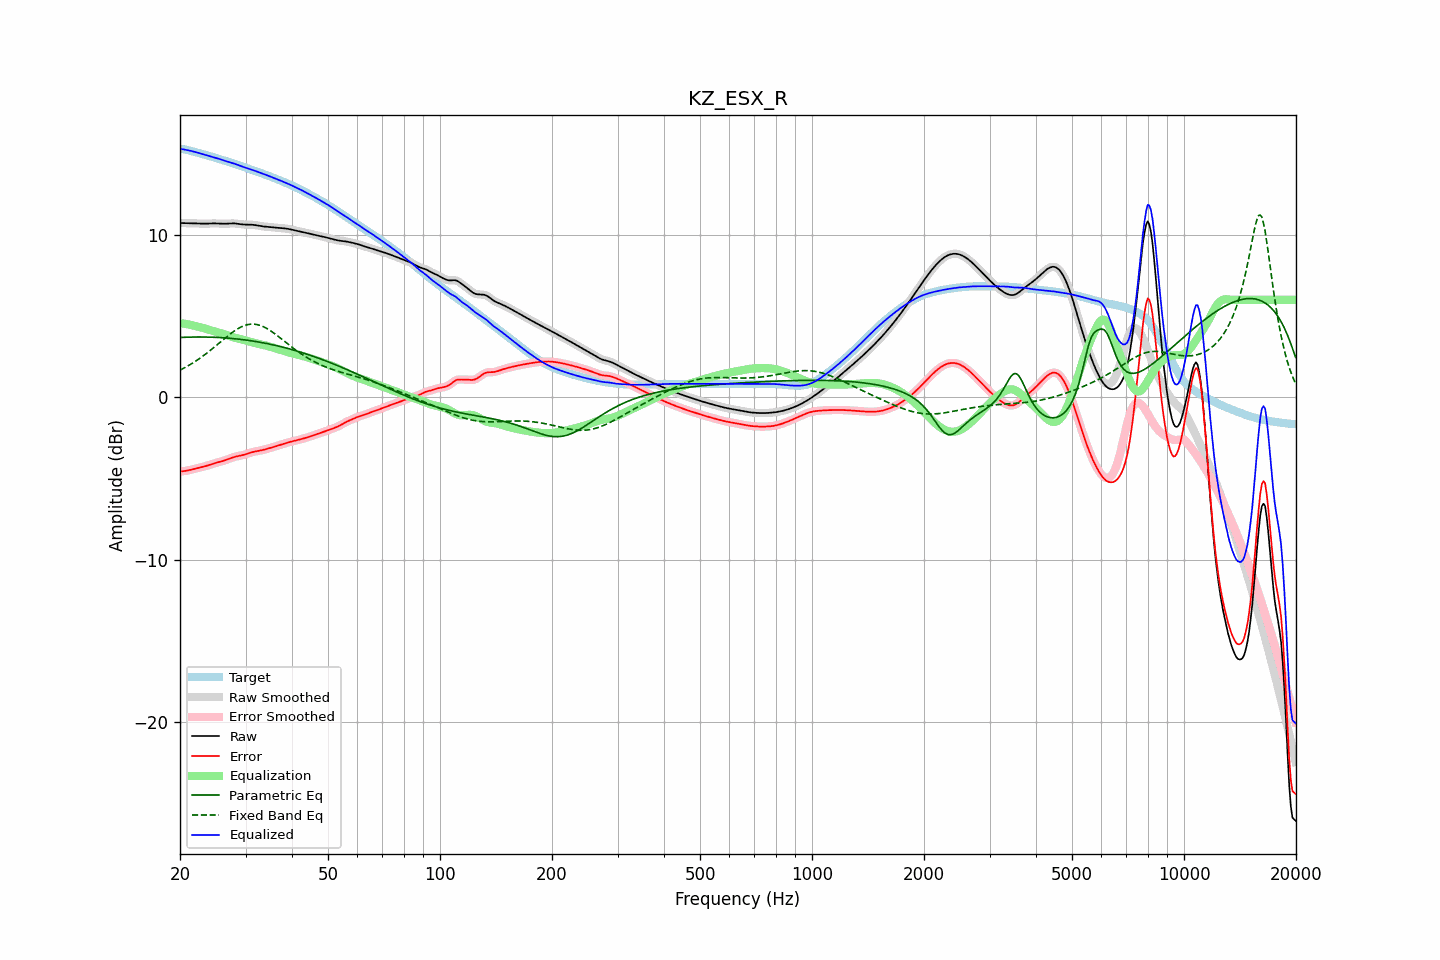 KZ_ESX_R
Amplitude (dBr)
10
0
−10
−20
Target
Raw Smoothed
Error Smoothed
Raw
Error
Equalization
Parametric Eq
Fixed Band Eq
Equalized
20 50 100 200 500 1000 2000 5000 10000 20000
Frequency (Hz)